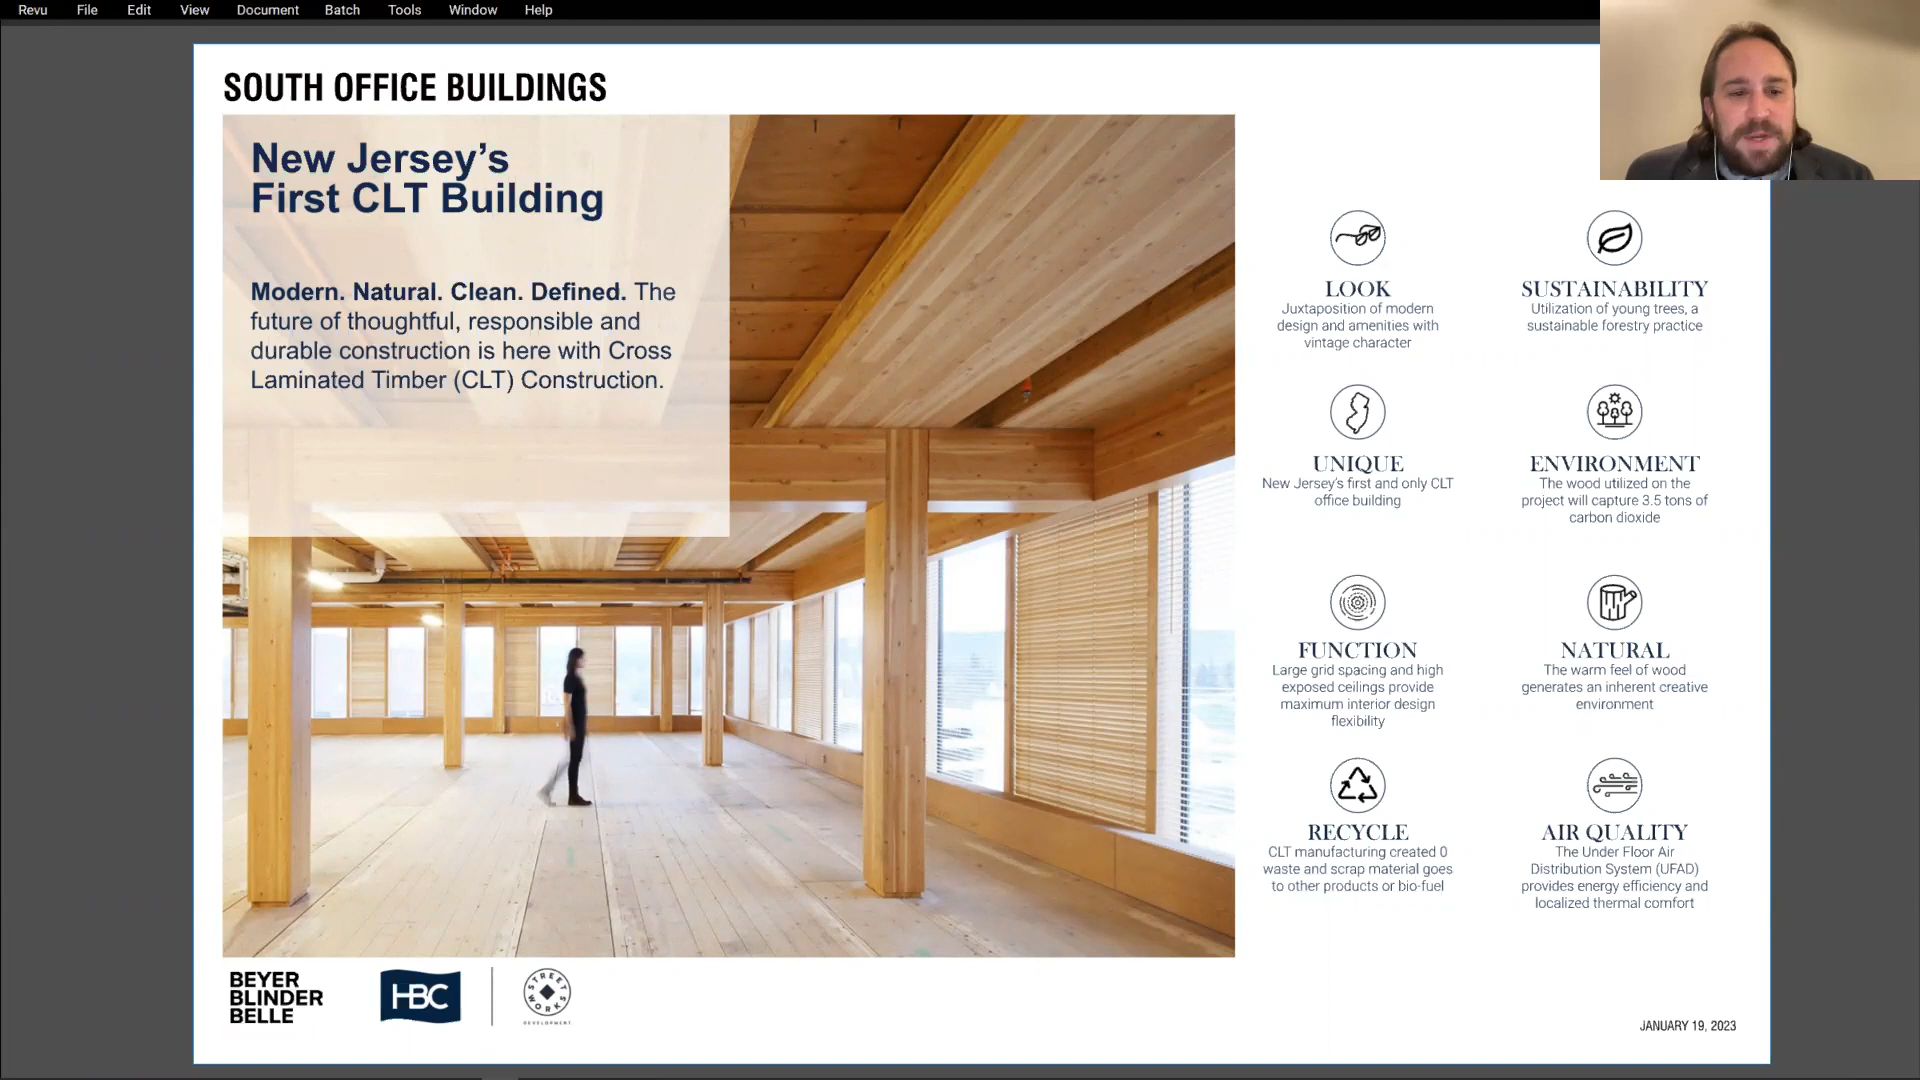 Revu File Edit View Document Batch Tools Window Help
SOUTH OFFICE BUILDINGS
New Jersey’s
First CLT Building
Modern. Natural. Clean. Defined. The
future of thoughtful, responsible and
durable construction is here with Cross
Laminated Timber (CLT) Construction.
LOOK
Juxtaposition of modern
design and amenities with
vintage character
SUSTAINABILITY
Utilization of young trees, a
sustainable forestry practice
UNIQUE
New Jersey's first and only CLT
office building
ENVIRONMENT
The wood utilized on the
project will capture 3.5 tons of
carbon dioxide
FUNCTION
Large grid spacing and high
exposed ceilings provide
maximum interior design
flexibility
NATURAL
The warm feel of wood
generates an inherent creative
environment
RECYCLE
CLT manufacturing created 0
waste and scrap material goes
to other products or bio-fuel
AIR QUALITY
The Under Floor Air
Distribution System (UFAD)
provides energy efficiency and
localized thermal comfort
BEYER
BLINDER
BELLE
HBC
STREET
WORKS
DEVELOPMENT
JANUARY 19, 2023